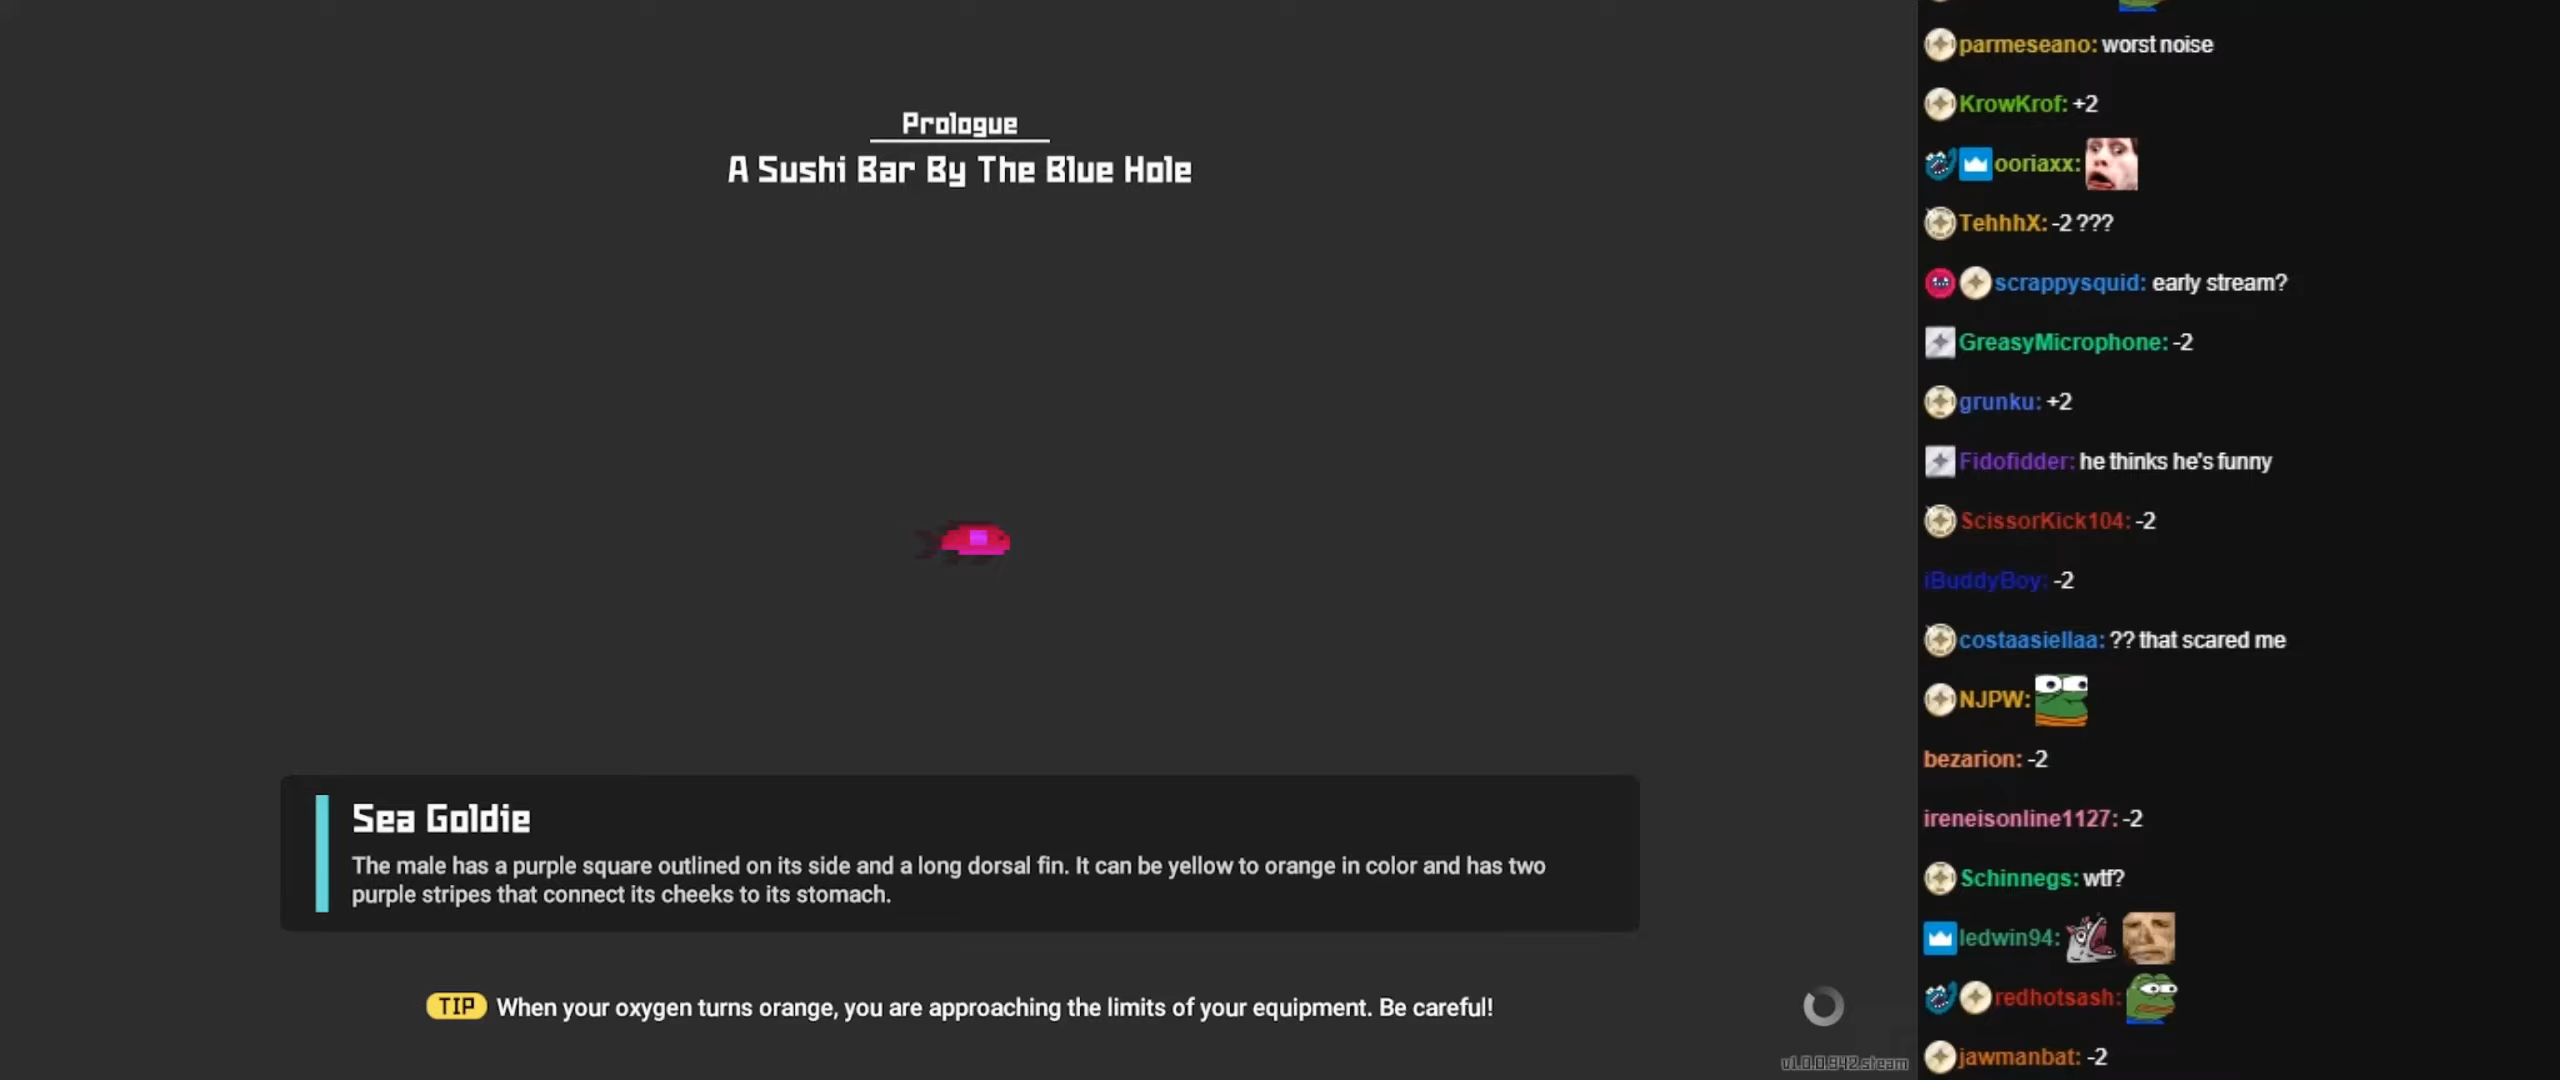 Prologue
A Sushi Bar By The Blue Hole
Sea Goldie
The male has a purple square outlined on its side and a long dorsal fin. It can be yellow to orange in color and has two
purple stripes that connect its cheeks to its stomach.
TIP When your oxygen turns orange, you are approaching the limits of your equipment. Be careful!
v1.0.0.942.steam
parmeseano: worst noise
KrowKrof: +2
ooriaxx:
TehhhX: -2 ???
scrappysquid: early stream?
GreasyMicrophone: -2
grunku: +2
Fidofidder: he thinks he's funny
ScissorKick104: -2
iBuddyBoy: -2
costaasiellaa: ?? that scared me
NJPW:
bezarion: -2
ireneisonline1127: -2
Schinnegs: wtf?
ledwin94:
redhotsash:
jawmanbat: -2